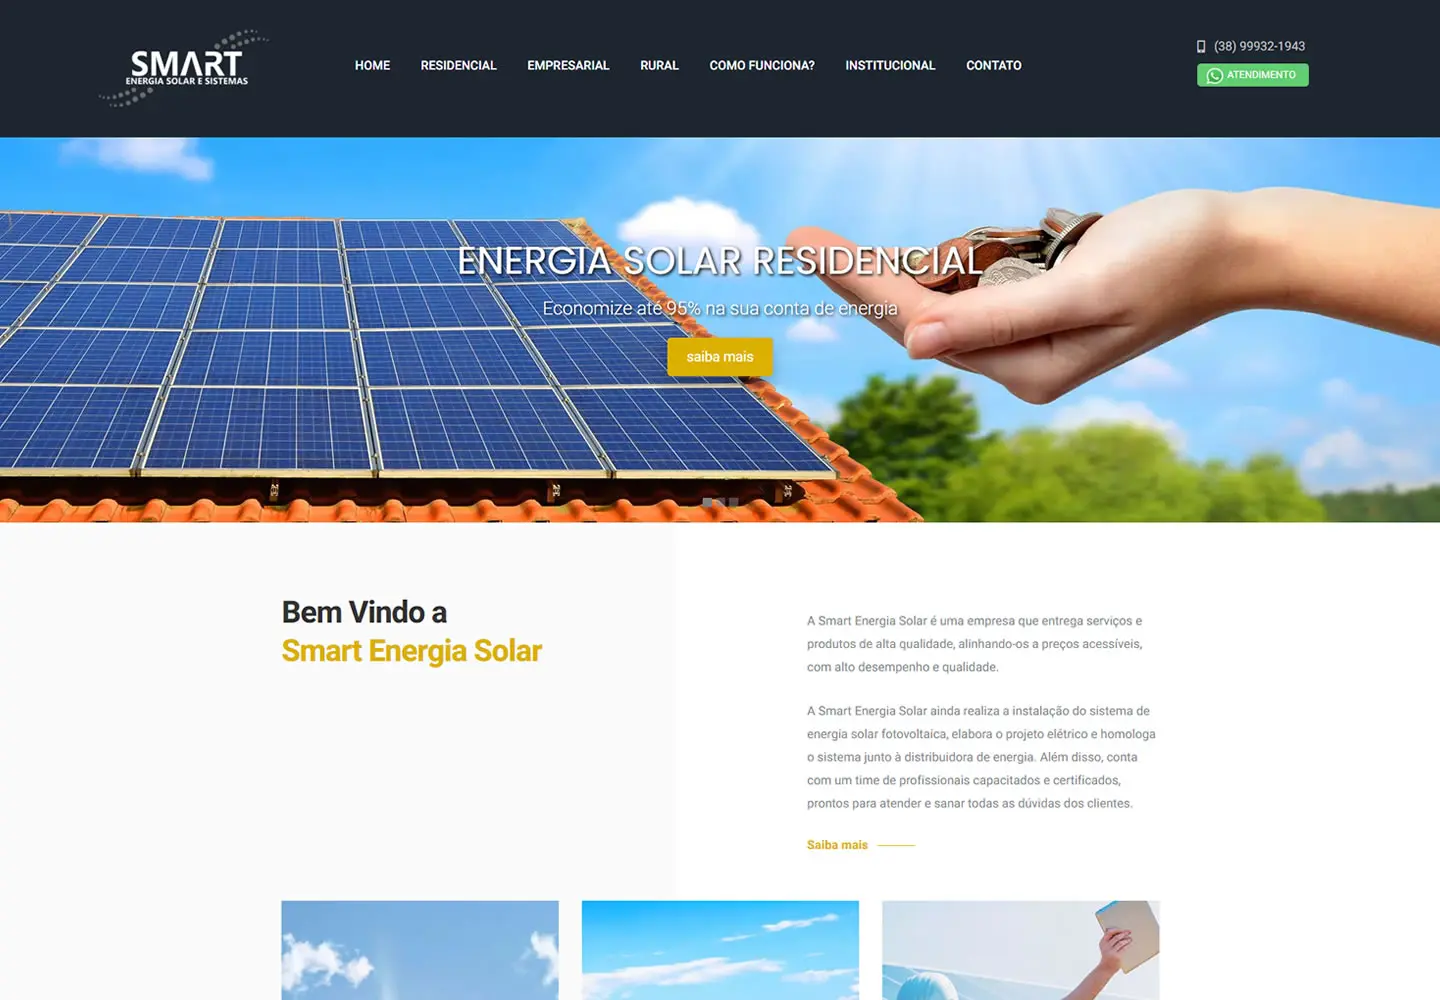 SMART
ENERGIA SOLAR E SISTEMAS
HOME
RESIDENCIAL
EMPRESARIAL
RURAL
COMO FUNCIONA?
INSTITUCIONAL
CONTATO
(38) 99932-1943
ATENDIMENTO
ENERGIA SOLAR RESIDENCIAL
Economize até 95% na sua conta de energia
saiba mais
Bem Vindo a
Smart Energia Solar
A Smart Energia Solar é uma empresa que entrega serviços e
produtos de alta qualidade, alinhando-os a preços acessíveis,
com alto desempenho e qualidade.
A Smart Energia Solar ainda realiza a instalação do sistema de
energia solar fotovoltaica, elabora o projeto elétrico e homologa
o sistema junto à distribuidora de energia. Além disso, conta
com um time de profissionais capacitados e certificados,
prontos para atender e sanar todas as dúvidas dos clientes.
Saiba mais